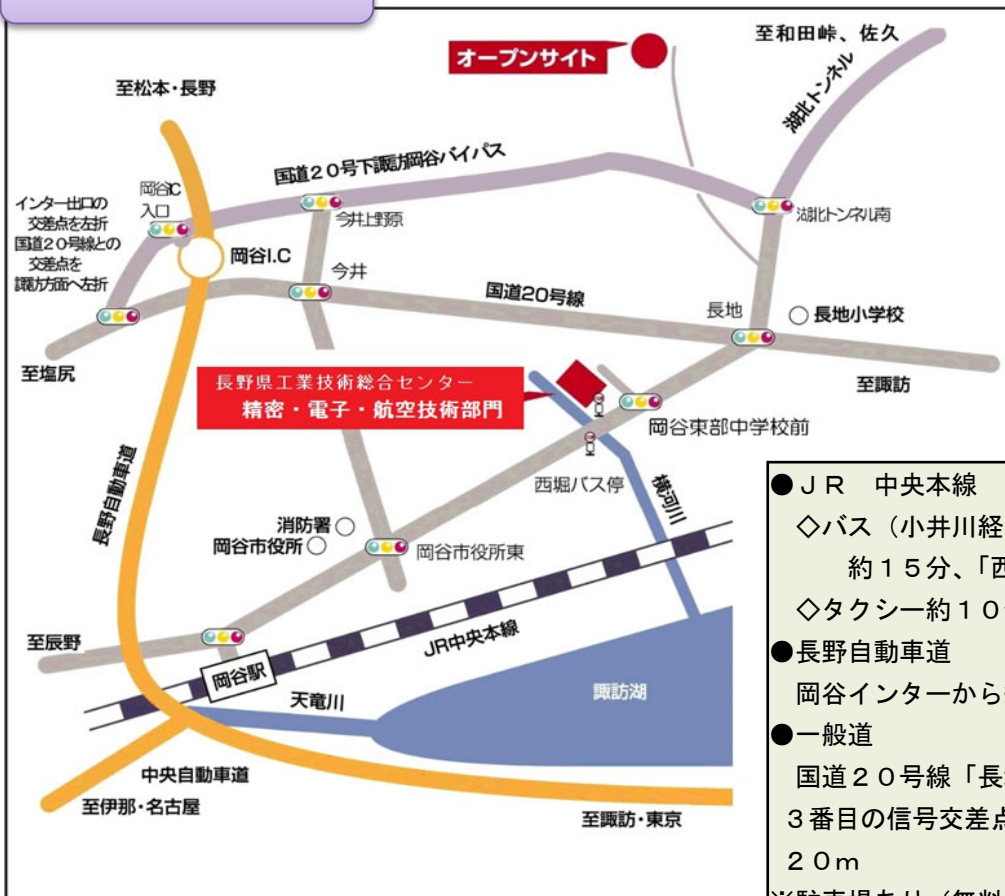 オープンサイト
至和田峠、佐久
湖北トンネル
至松本・長野
国道20号下諏訪岡谷バイパス
岡谷IC
入口
インター出口の
交差点を左折
国道20号線との
交差点を
諏訪方面へ左折
今井上野原
湖北トンネル南
岡谷I.C
今井
国道20号線
長地
長地小学校
至塩尻
至諏訪
長野県工業技術総合センター
精密・電子・航空技術部門
岡谷東部中学校前
西堀バス停
横河川
長野自動車道
消防署
岡谷市役所
岡谷市役所東
至辰野
岡谷駅
JR中央本線
天竜川
諏訪湖
中央自動車道
至伊那・名古屋
至諏訪・東京
●ＪＲ　中央本線
◇バス（小井川経
約１５分、「西
◇タクシー約１０
●長野自動車道
岡谷インターから
●一般道
国道２０号線「長
３番目の信号交差点
２０ｍ
※駐車場あり（無料